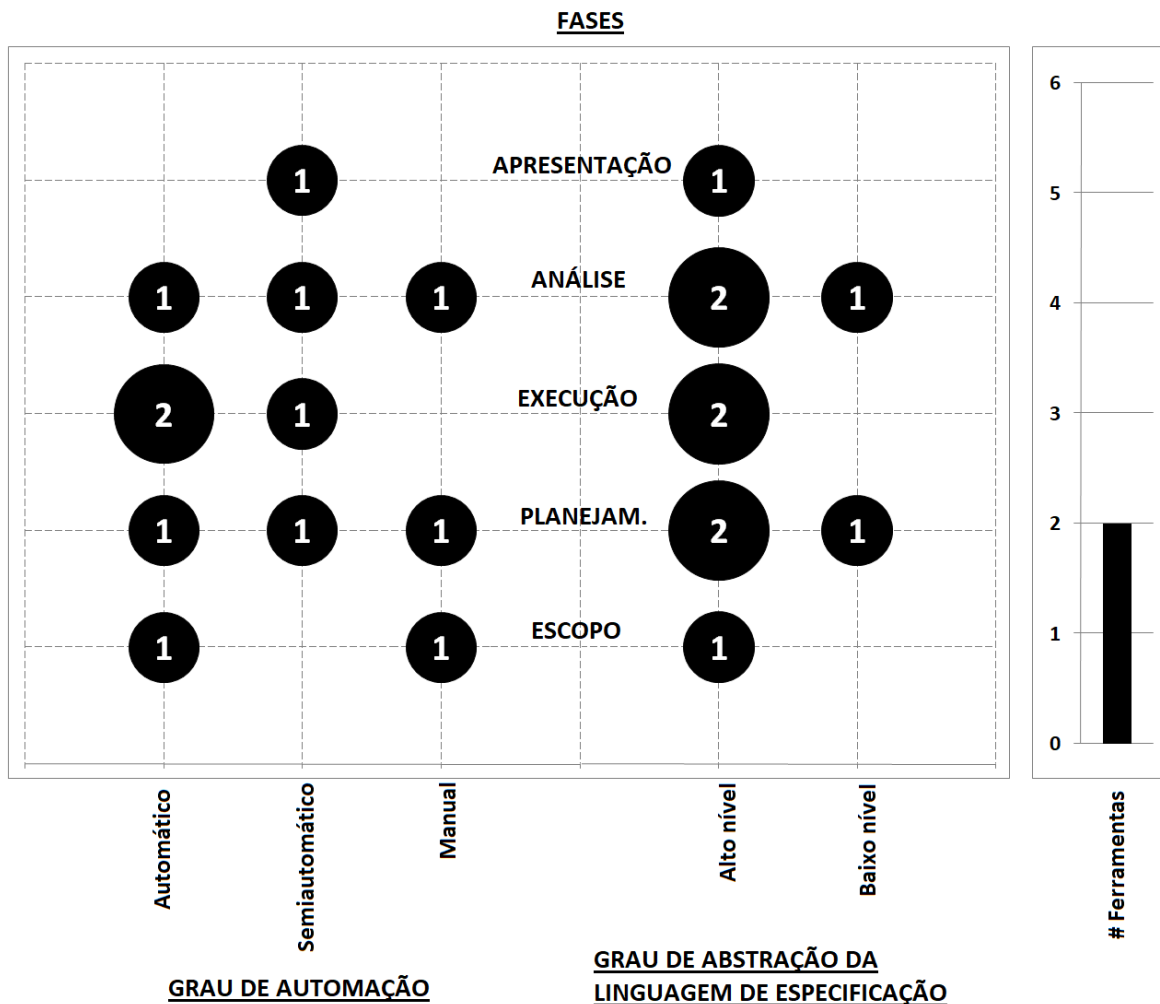 FASES
6
5
4
3
2
1
0
1 APRESENTAÇÃO 1
1 1 1 ANÁLISE 2 1
2 1 EXECUÇÃO 2
1 1 1 PLANEJAM. 2 1
1 1 ESCOPO 1
Automático
Semiautomático
Manual
Alto nível
Baixo nível
# Ferramentas
GRAU DE AUTOMAÇÃO
GRAU DE ABSTRAÇÃO DA
LINGUAGEM DE ESPECIFICAÇÃO